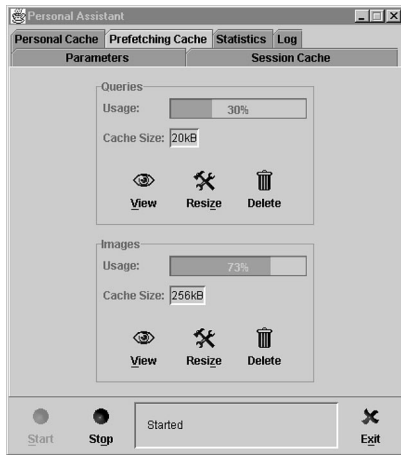 Personal Assistant
Personal Cache Prefetching Cache Statistics Log
Parameters Session Cache
Queries
Usage: 30%
Cache Size: 20kB
View Resize Delete
Images
Usage: 73%
Cache Size: 256kB
View Resize Delete
Started
Start Stop Exit